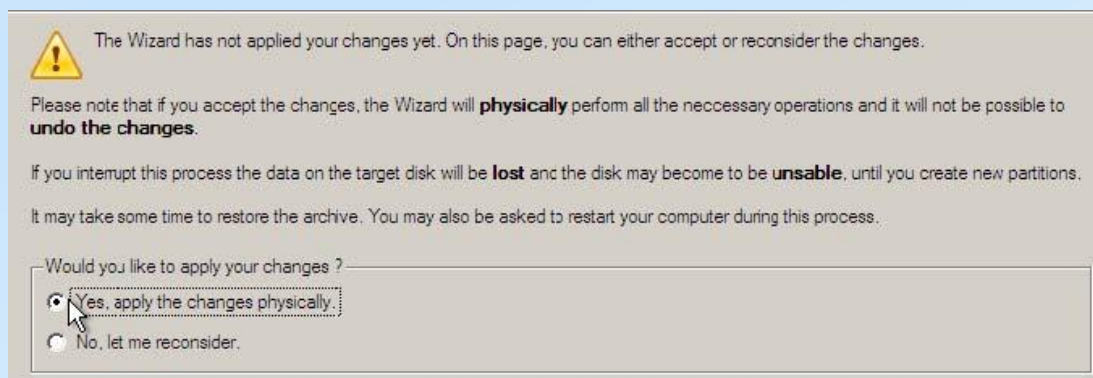 The Wizard has not applied your changes yet. On this page, you can either accept or reconsider the changes.
Please note that if you accept the changes, the Wizard will physically perform all the neccessary operations and it will not be possible to
undo the changes.
If you interrupt this process the data on the target disk will be lost and the disk may become to be unsable, until you create new partitions.
It may take some time to restore the archive. You may also be asked to restart your computer during this process.
Would you like to apply your changes ?
Yes, apply the changes physically.
No, let me reconsider.